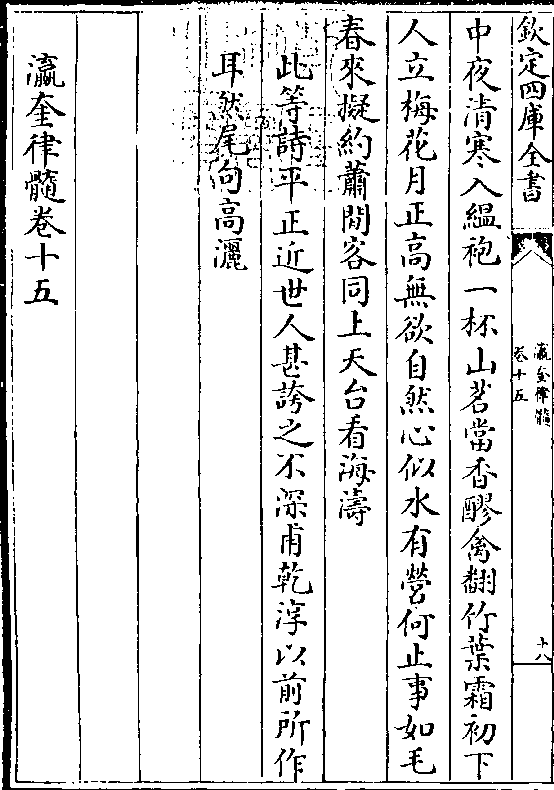 欽定四庫全書
瀛奎律髓
卷十五
十八
中夜清寒入緼袍一杯山茗當香醪禽翻竹葉霜初下
人立梅花月正高無欲自然心似水有營何止事如毛
春來擬約蕭閒客同上天台看海濤
此等詩平正近世人甚誇之不深甫乾淳以前所作
耳然尾句高灑
瀛奎律髓卷十五